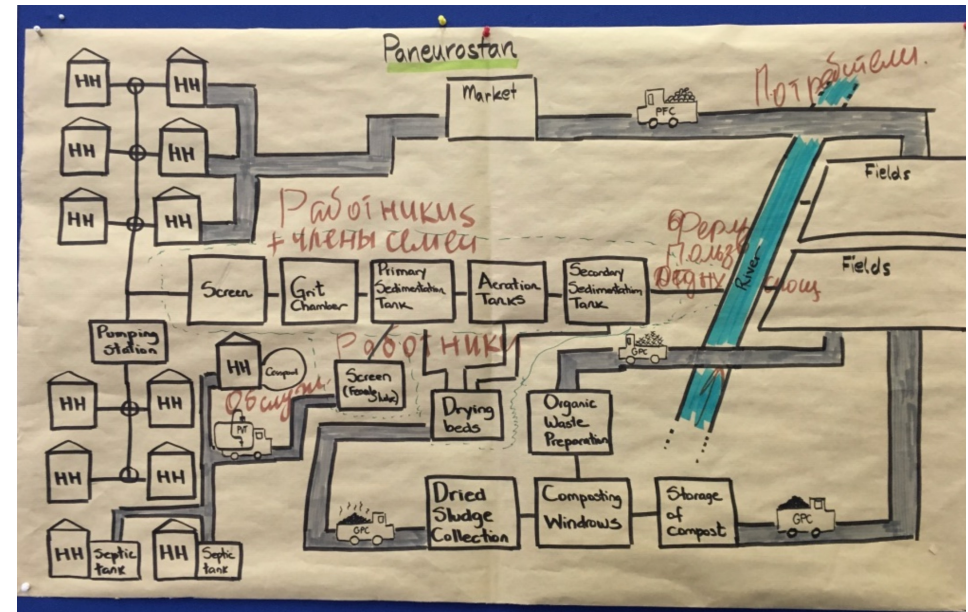 Paneurostan
HH
HH
Market
PFC
Потребители.
HH
HH
HH
HH
Fields
Работники
+ члены семей
River
Fields
Screen
Grit
Chamber
Primary
Sedimentation
Tank
Aeration
Tanks
Secondary
Sedimentation
Tank
Pumping
Station
HH
Compost
Работники
Screen
GPC
HH
HH
PVT
Drying
beds
Organic
Waste
Preparation
HH
HH
Dried
Sludge
Collection
Composting
Windrows
Storage
of
compost
GPC
GPC
HH
Septic
tank
HH
Septic
tank